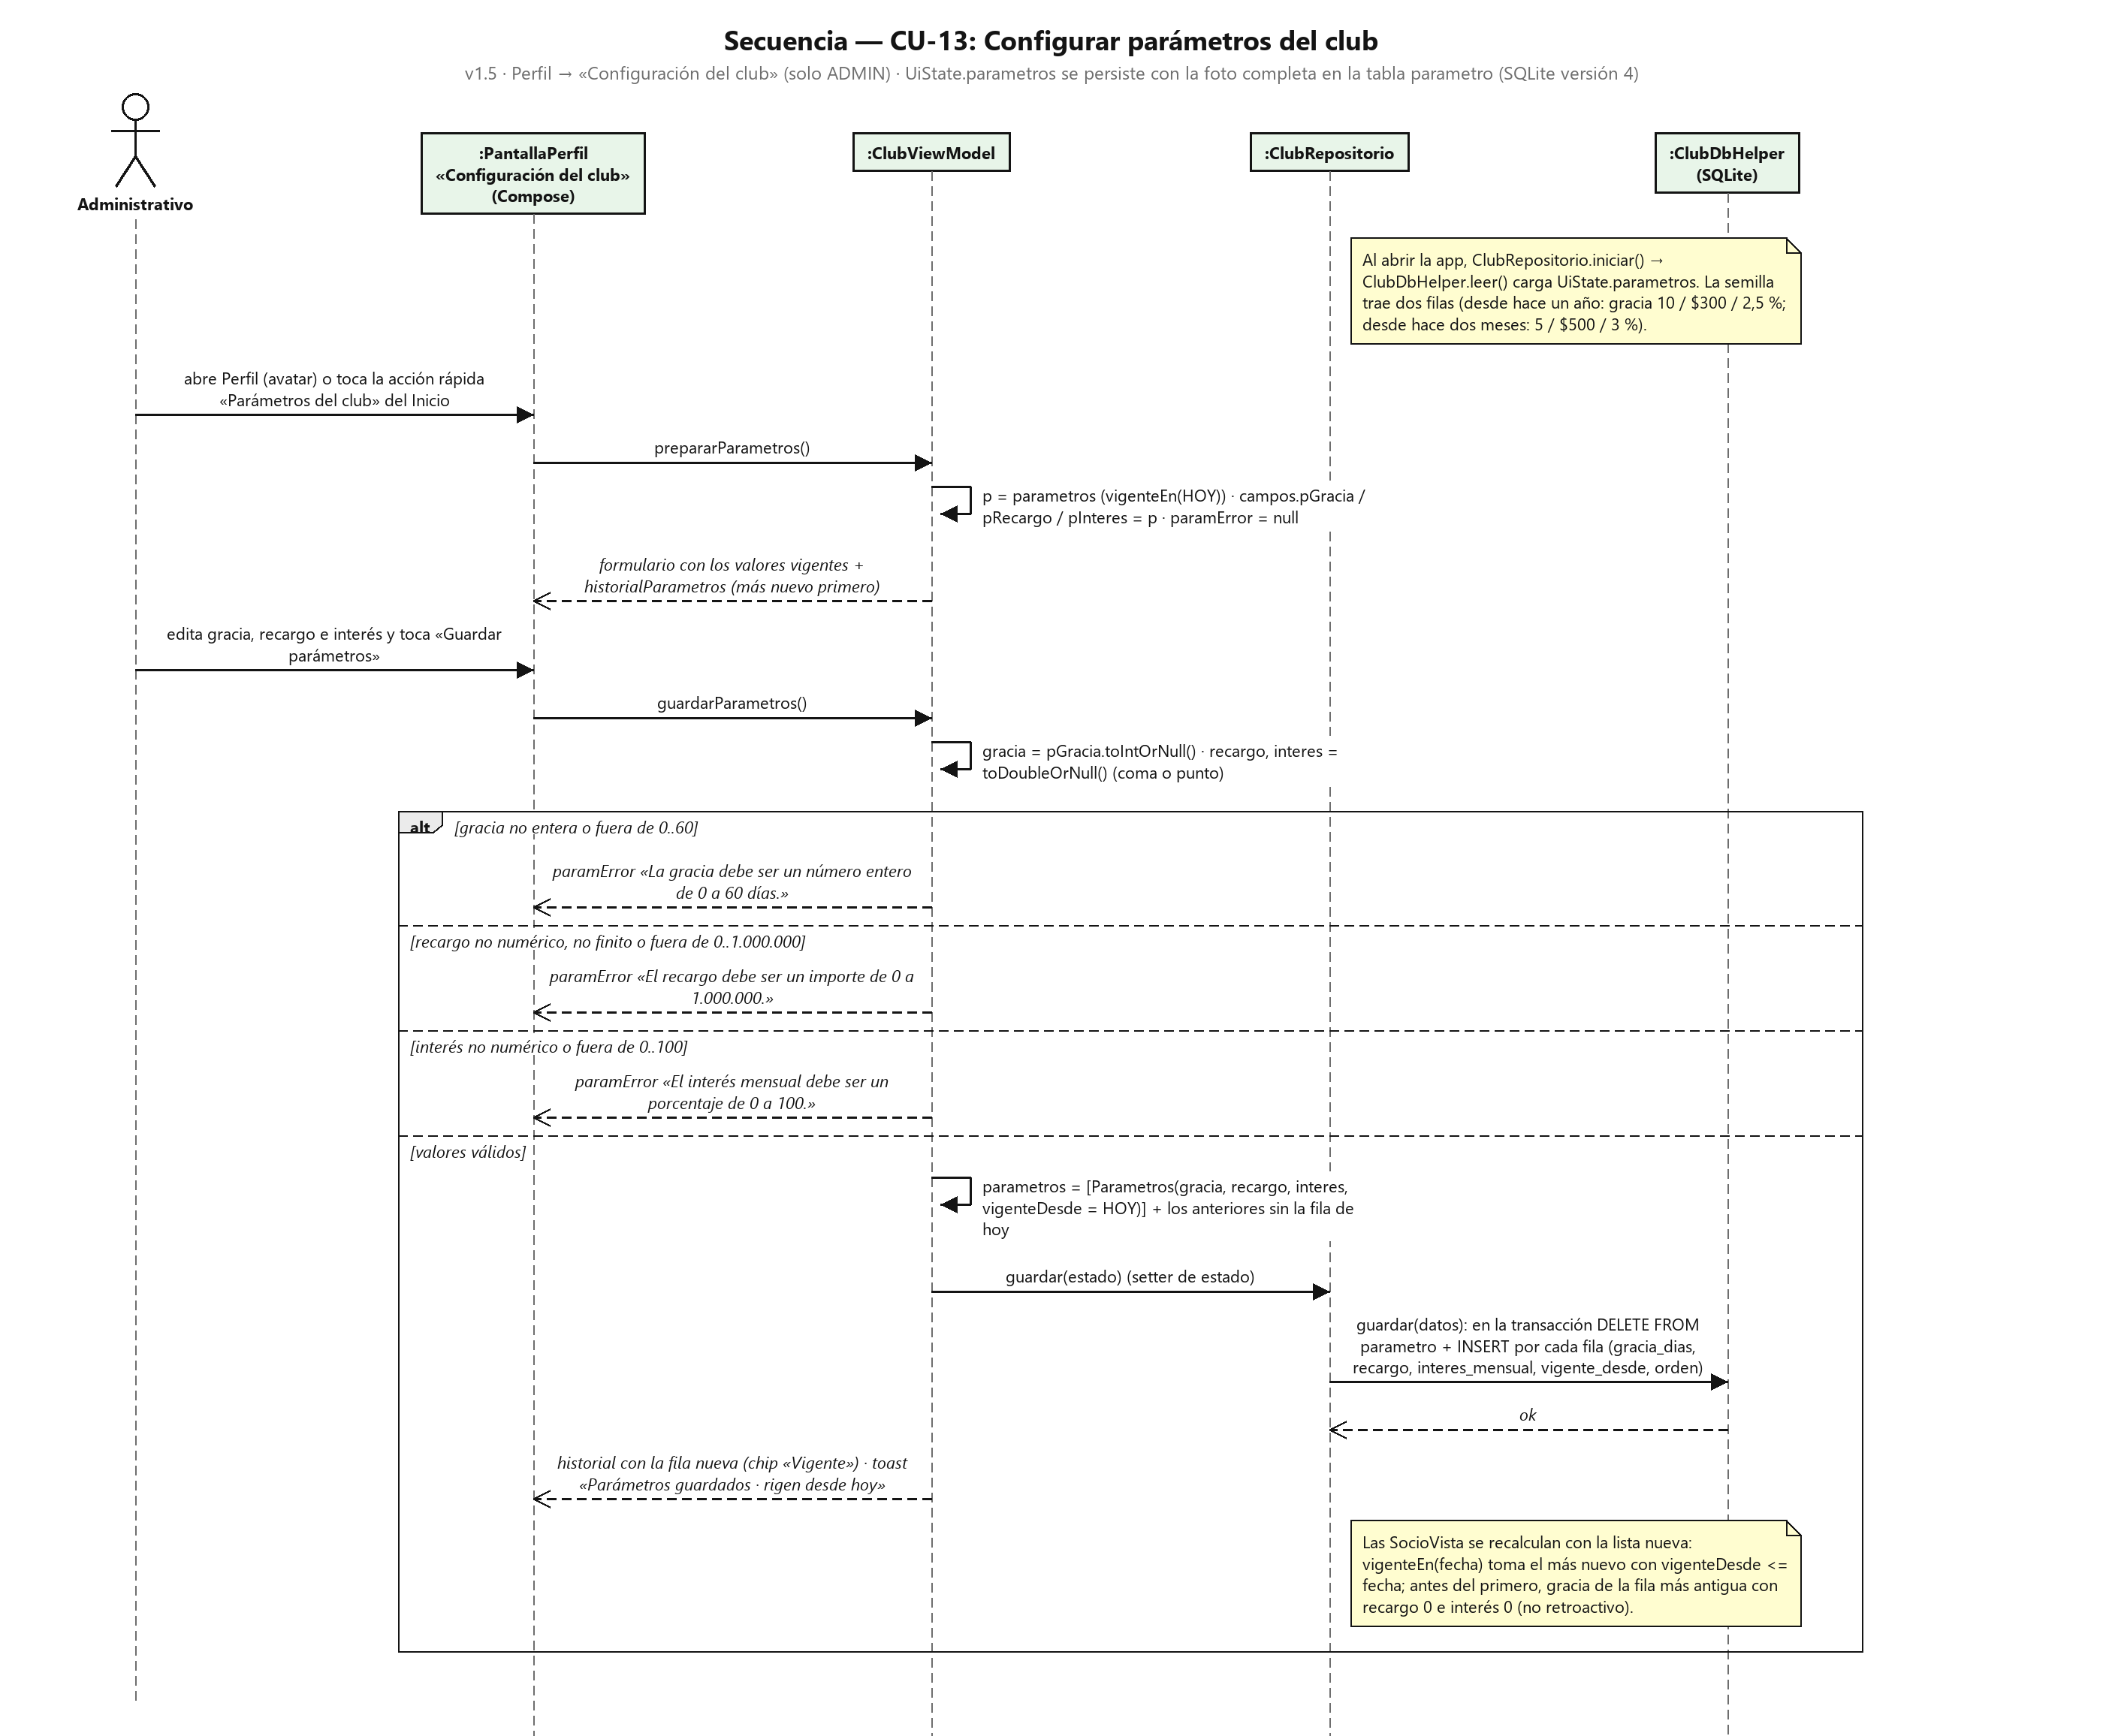 Secuencia — CU-13: Configurar parámetros del club
v1.5 · Perfil → «Configuración del club» (solo ADMIN) · UiState.parametros se persiste con la foto completa en la tabla parametro (SQLite versión 4)
Administrativo
:PantallaPerfil
«Configuración del club»
(Compose)
:ClubViewModel
:ClubRepositorio
:ClubDbHelper
(SQLite)
Al abrir la app, ClubRepositorio.iniciar() →
ClubDbHelper.leer() carga UiState.parametros. La semilla
trae dos filas (desde hace un año: gracia 10 / $300 / 2,5 %;
desde hace dos meses: 5 / $500 / 3 %).
abre Perfil (avatar) o toca la acción rápida
«Parámetros del club» del Inicio
prepararParametros()
p = parametros (vigenteEn(HOY)) · campos.pGracia /
pRecargo / pInteres = p · paramError = null
formulario con los valores vigentes +
historialParametros (más nuevo primero)
edita gracia, recargo e interés y toca «Guardar
parámetros»
guardarParametros()
gracia = pGracia.toIntOrNull() · recargo, interes =
toDoubleOrNull() (coma o punto)
alt
[gracia no entera o fuera de 0..60]
paramError «La gracia debe ser un número entero
de 0 a 60 días.»
[recargo no numérico, no finito o fuera de 0..1.000.000]
paramError «El recargo debe ser un importe de 0 a
1.000.000.»
[interés no numérico o fuera de 0..100]
paramError «El interés mensual debe ser un
porcentaje de 0 a 100.»
[valores válidos]
parametros = [Parametros(gracia, recargo, interes,
vigenteDesde = HOY)] + los anteriores sin la fila de
hoy
guardar(estado) (setter de estado)
guardar(datos): en la transacción DELETE FROM
parametro + INSERT por cada fila (gracia_dias,
recargo, interes_mensual, vigente_desde, orden)
ok
historial con la fila nueva (chip «Vigente») · toast
«Parámetros guardados · rigen desde hoy»
Las SocioVista se recalculan con la lista nueva:
vigenteEn(fecha) toma el más nuevo con vigenteDesde <=
fecha; antes del primero, gracia de la fila más antigua con
recargo 0 e interés 0 (no retroactivo).